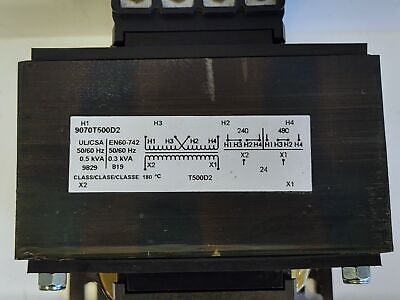 H1 H3 H2 H4
9070T500D2
UL/CSA EN60-742
50/60 Hz 50/60 Hz
0.5 kVA 0.3 kVA
9829 819
H1 H3 H2 H4
X2 X1
240 480
H1 H3 H2 H4 H1 H3 H2 H4
X2 X1
24
CLASS/CLASE/CLASSE 180 °C T500D2
X2 X1